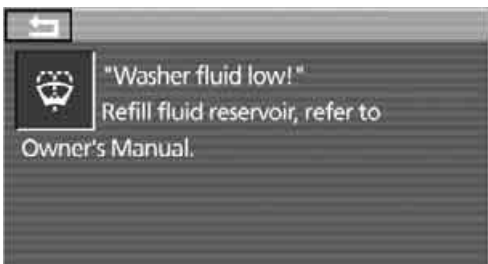 "Washer fluid low!"
Refill fluid reservoir, refer to
Owner's Manual.